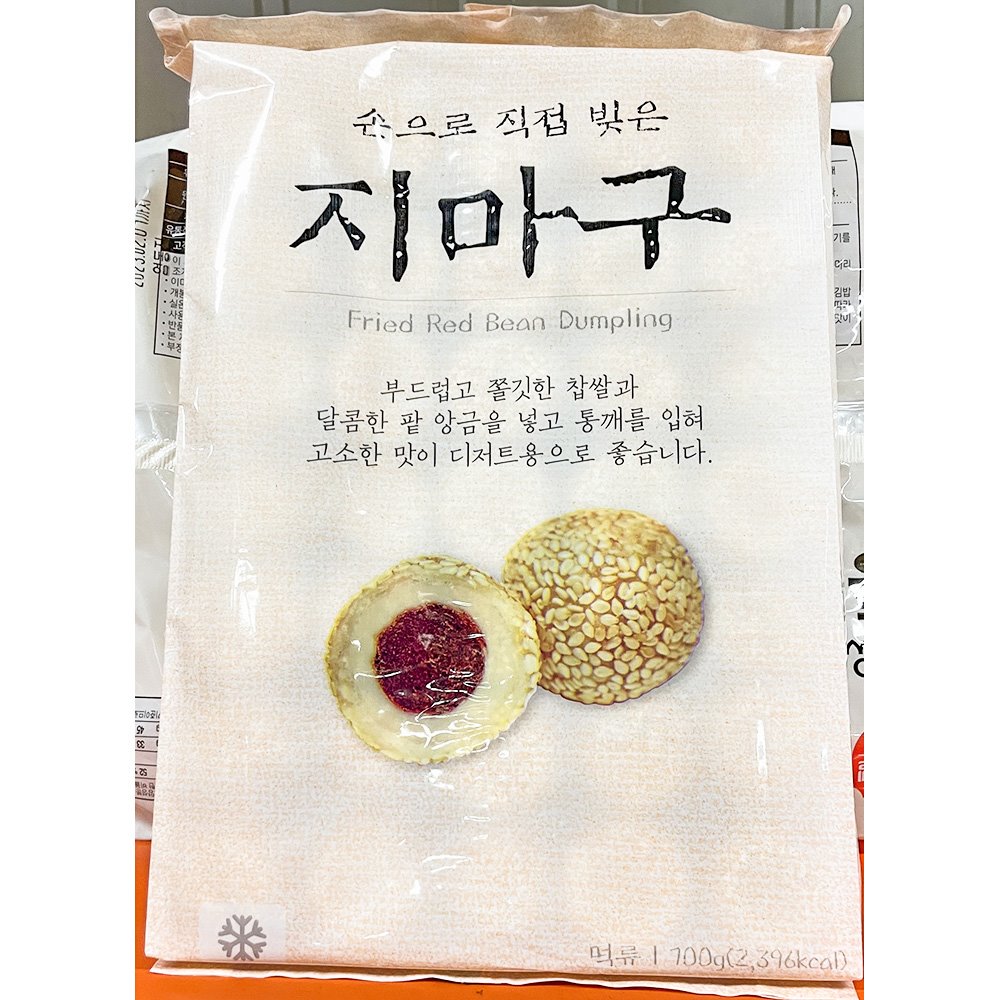 손으로 직접 빚은
지마구
Fried Red Bean Dumpling
부드럽고 쫄깃한 찹쌀과
달콤한 팥 앙금을 넣고 통깨를 입혀
고소한 맛이 디저트용으로 좋습니다.
떡류 | 700g(2,396kcal)